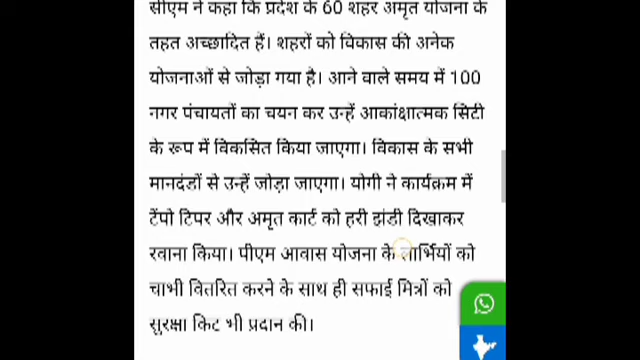 सीएम ने कहा कि प्रदेश के 60 शहर अमृत योजना के
तहत अच्छादित हैं। शहरों को विकास की अनेक
योजनाओं से जोड़ा गया है। आने वाले समय में 100
नगर पंचायतों का चयन कर उन्हें आकांक्षात्मक सिटी
के रूप में विकसित किया जाएगा। विकास के सभी
मानदंडों से उन्हें जोड़ा जाएगा। योगी ने कार्यक्रम में
टेंपो टिपर और अमृत कार्ट को हरी झंडी दिखाकर
रवाना किया। पीएम आवास योजना के लार्भियों को
चाभी वितरित करने के साथ ही सफाई मित्रों को
सुरक्षा किट भी प्रदान की।